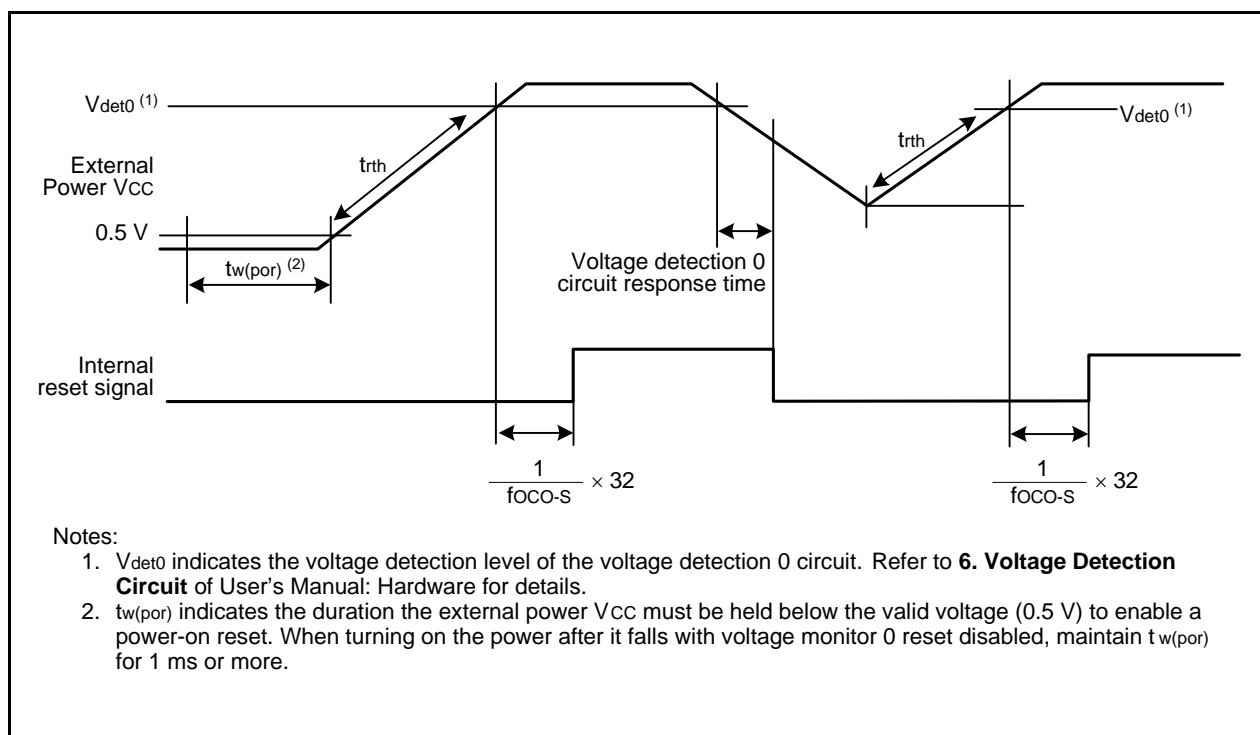 Vdet0 (1)
External
Power VCC
0.5 V
trth
tw(por) (2)
Voltage detection 0
circuit response time
trth
Vdet0 (1)
Internal
reset signal
1
fOCO-S
× 32
1
fOCO-S
× 32
Notes:
1. Vdet0 indicates the voltage detection level of the voltage detection 0 circuit. Refer to 6. Voltage Detection
Circuit of User's Manual: Hardware for details.
2. tw(por) indicates the duration the external power VCC must be held below the valid voltage (0.5 V) to enable a
power-on reset. When turning on the power after it falls with voltage monitor 0 reset disabled, maintain t w(por)
for 1 ms or more.